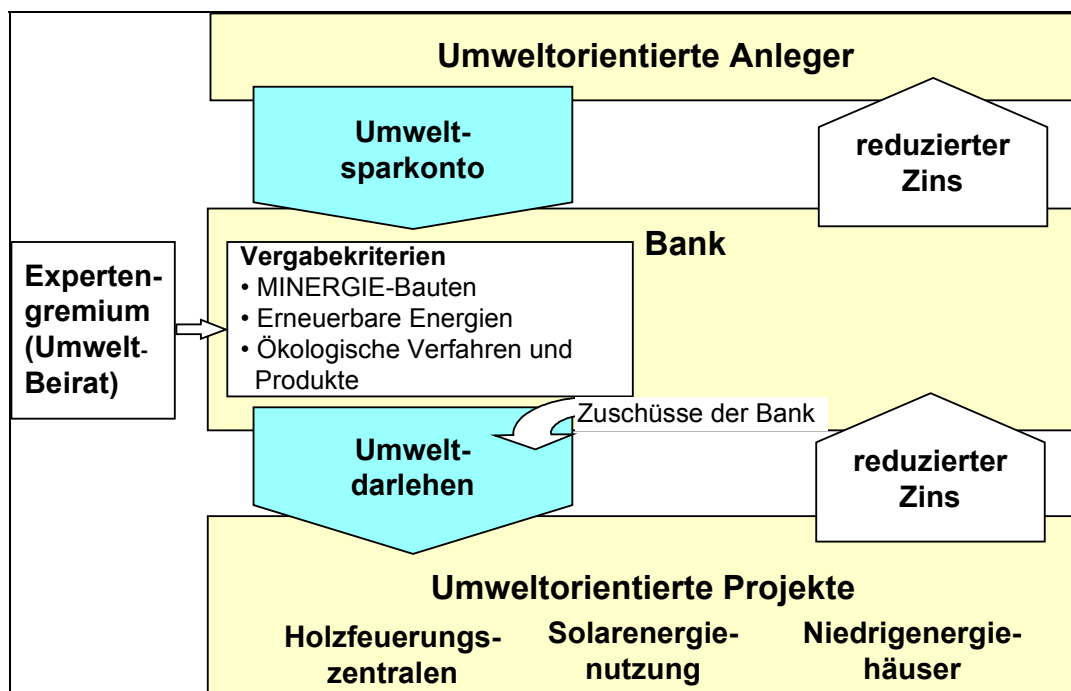 Umweltorientierte Anleger
Umwelt-
sparkonto
reduzierter
Zins
Bank
Experten-
gremium
(Umwelt-
Beirat)
Vergabekriterien
• MINERGIE-Bauten
• Erneuerbare Energien
• Ökologische Verfahren und
Produkte
Zuschüsse der Bank
Umwelt-
darlehen
reduzierter
Zins
Umweltorientierte Projekte
Holzfeuerungs-
zentralen
Solarenergie-
nutzung
Niedrigenergie-
häuser